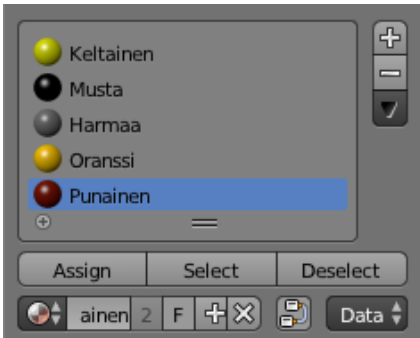 Keltainen
Musta
Harmaa
Oranssi
Punainen
Assign Select Deselect
ainen 2 F Data